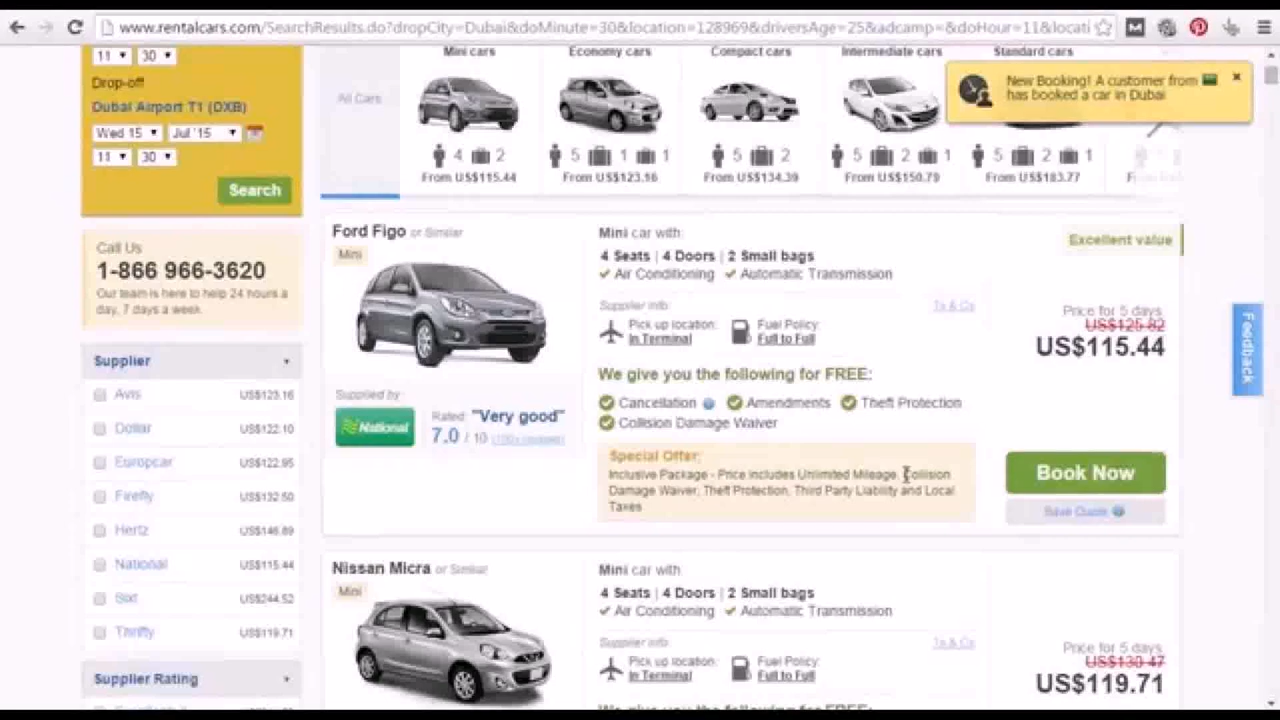 www.rentalcars.com/SearchResults.do?dropCity=Dubai&doMinute=30&location=128969&driversAge=25&adcamp=&doHour=11&locati
11 30
Drop-off
Dubai Airport T1 (DXB)
Wed 15 Jul '15
11 30
Search
Call Us
1-866 966-3620
Our team is here to help 24 hours a
day, 7 days a week
Supplier
Avis US$123.16
Dollar US$122.10
Europcar US$122.95
Firefly US$132.50
Hertz US$146.89
National US$115.44
Sixt US$244.52
Thrifty US$119.71
Supplier Rating
All Cars
Mini cars
4 2
From US$115.44
Economy cars
5 1 1
From US$123.16
Compact cars
5 2
From US$134.39
Intermediate cars
5 2 1
From US$150.79
Standard cars
5 2 1
From US$183.77
New Booking! A customer from
has booked a car in Dubai
Ford Figo or Similar
Mini
Supplied by:
National
Rated: "Very good"
7.0 / 10
Mini car with:
4 Seats | 4 Doors | 2 Small bags
Air Conditioning Automatic Transmission
Supplier info: Ts & Cs
Pick up location: Fuel Policy:
In Terminal Full to Full
We give you the following for FREE:
Cancellation Amendments Theft Protection
Collision Damage Waiver
Special Offer:
Inclusive Package - Price includes Unlimited Mileage, Collision
Damage Waiver, Theft Protection, Third Party Liability and Local
Taxes
Excellent value
Price for 5 days
US$125.82
US$115.44
Book Now
Save Quote
Feedback
Nissan Micra or Similar
Mini
Mini car with:
4 Seats | 4 Doors | 2 Small bags
Air Conditioning Automatic Transmission
Supplier info: Ts & Cs
Pick up location: Fuel Policy:
In Terminal Full to Full
We give you the following for FREE:
Price for 5 days
US$130.47
US$119.71